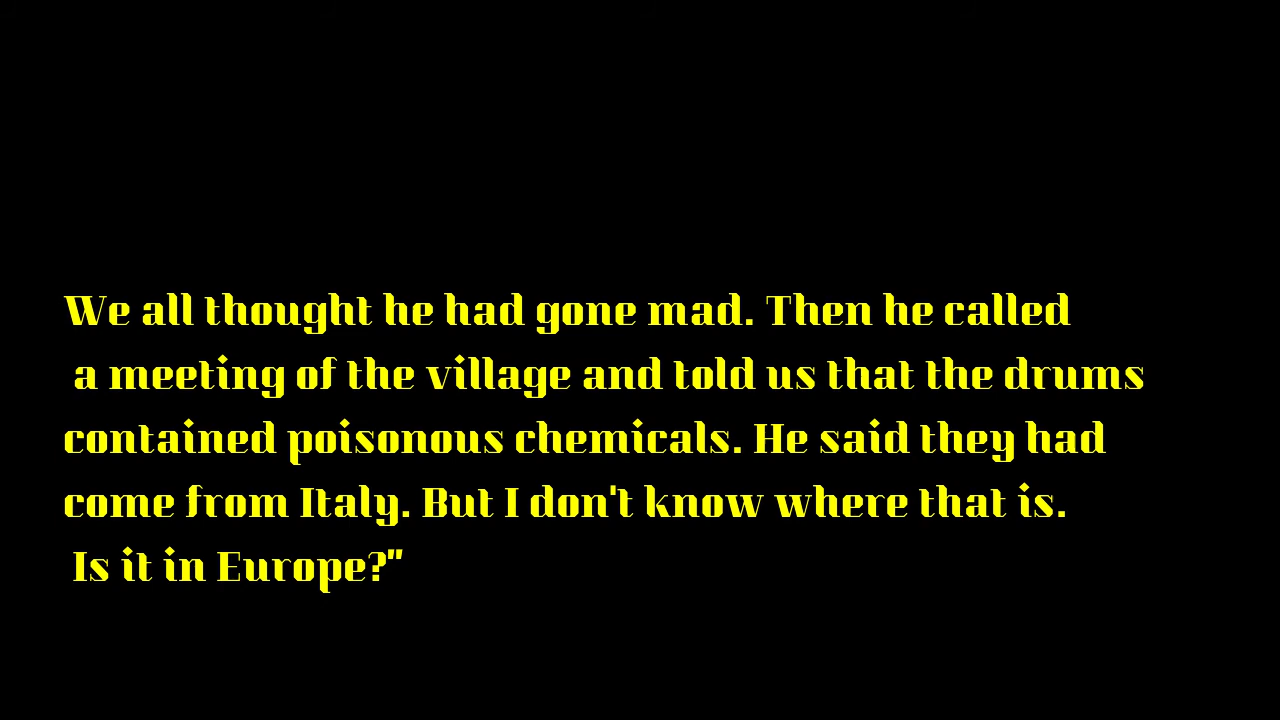 We all thought he had gone mad. Then he called
a meeting of the village and told us that the drums
contained poisonous chemicals. He said they had
come from Italy. But I don't know where that is.
Is it in Europe?"